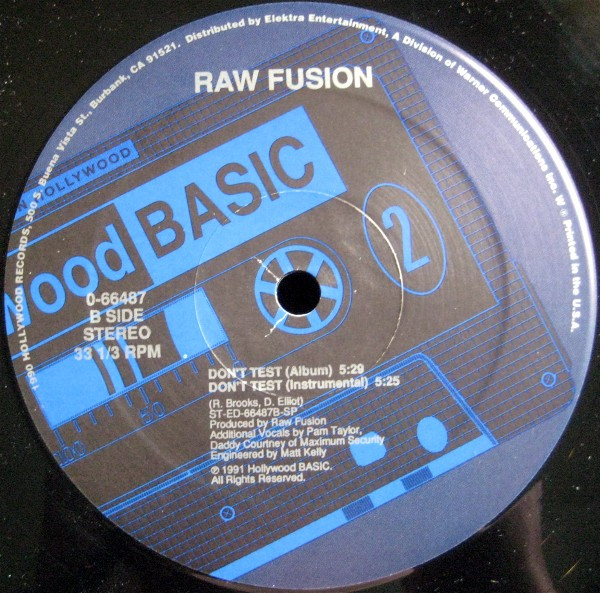 1990 HOLLYWOOD RECORDS, 500 S. Buena Vista St., Burbank, CA 91521. Distributed by Elektra Entertainment, A Division of Warner Communications Inc. W ® Printed in the U.S.A.
RAW FUSION
HOLLYWOOD
wood BASIC
2
0-66487
B SIDE
STEREO
33 1/3 RPM
DON'T TEST (Album) 5:29
DON'T TEST (Instrumental) 5:25
(R. Brooks, D. Elliot)
ST-ED-66487B-SP
Produced by Raw Fusion
Additional Vocals by Pam Taylor,
Daddy Courtney of Maximum Security
Engineered by Matt Kelly
℗ 1991 Hollywood BASIC.
All Rights Reserved.
100
50